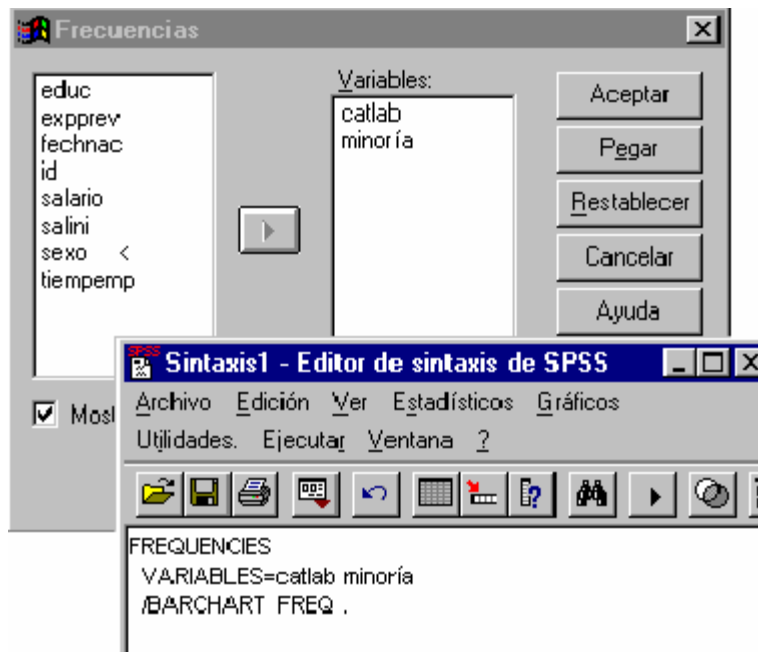 Frecuencias
educ
expprev
fechnac
id
salario
salini
sexo <
tiempemp
Variables:
catlab
minoría
Aceptar
Pegar
Restablecer
Cancelar
Ayuda
SPSS
Sintaxis1 - Editor de sintaxis de SPSS
Archivo Edición Ver Estadísticos Gráficos
Utilidades. Ejecutar Ventana ?
FREQUENCIES
VARIABLES=catlab minoría
/BARCHART FREQ .